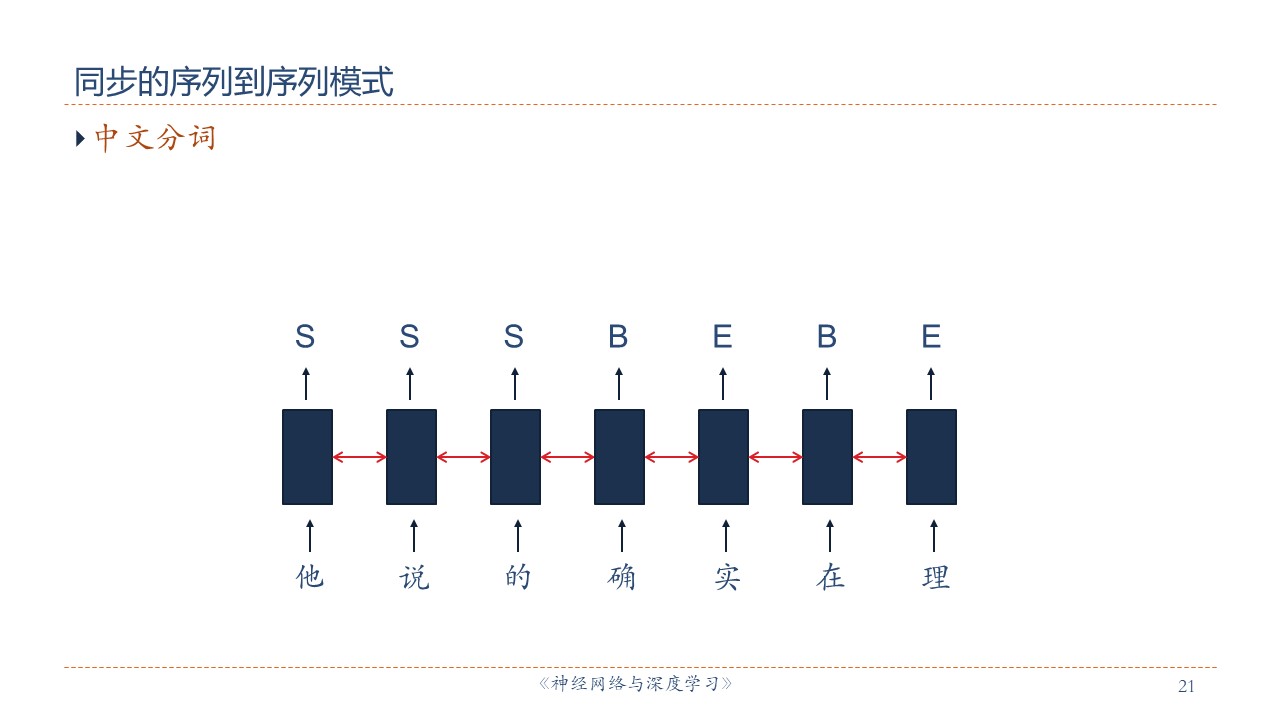 同步的序列到序列模式
中文分词
S S S B E B E
他 说 的 确 实 在 理
《神经网络与深度学习》
21